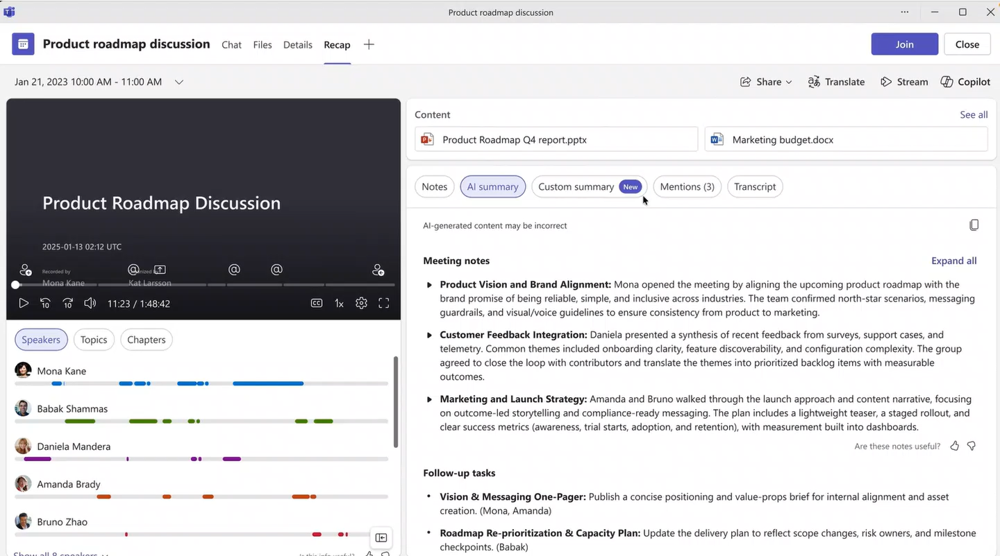 Product roadmap discussion
Product roadmap discussion
Chat
Files
Details
Recap
Join
Close
Jan 21, 2023 10:00 AM - 11:00 AM
Share
Translate
Stream
Copilot
Product Roadmap Discussion
2025-01-13 02:12 UTC
Recorded by
Mona Kane
Kat Larsson
10
10
11:23 / 1:48:42
CC
1x
Speakers
Topics
Chapters
Mona Kane
Babak Shammas
Daniela Mandera
Amanda Brady
Bruno Zhao
Show all 8 speakers
Is this info useful?
Content
See all
Product Roadmap Q4 report.pptx
Marketing budget.docx
Notes
AI summary
Custom summary New
Mentions (3)
Transcript
AI-generated content may be incorrect
Meeting notes
Expand all
Product Vision and Brand Alignment: Mona opened the meeting by aligning the upcoming product roadmap with the
brand promise of being reliable, simple, and inclusive across industries. The team confirmed north-star scenarios, messaging
guardrails, and visual/voice guidelines to ensure consistency from product to marketing.
Customer Feedback Integration: Daniela presented a synthesis of recent feedback from surveys, support cases, and
telemetry. Common themes included onboarding clarity, feature discoverability, and configuration complexity. The group
agreed to close the loop with contributors and translate the themes into prioritized backlog items with measurable
outcomes.
Marketing and Launch Strategy: Amanda and Bruno walked through the launch approach and content narrative, focusing
on outcome-led storytelling and compliance-ready messaging. The plan includes a lightweight teaser, a staged rollout, and
clear success metrics (awareness, trial starts, adoption, and retention), with measurement built into dashboards.
Are these notes useful?
Follow-up tasks
• Vision & Messaging One-Pager: Publish a concise positioning and value-props brief for internal alignment and asset
creation. (Mona, Amanda)
• Roadmap Re-prioritization & Capacity Plan: Update the delivery plan to reflect scope changes, risk owners, and milestone
checkpoints. (Babak)